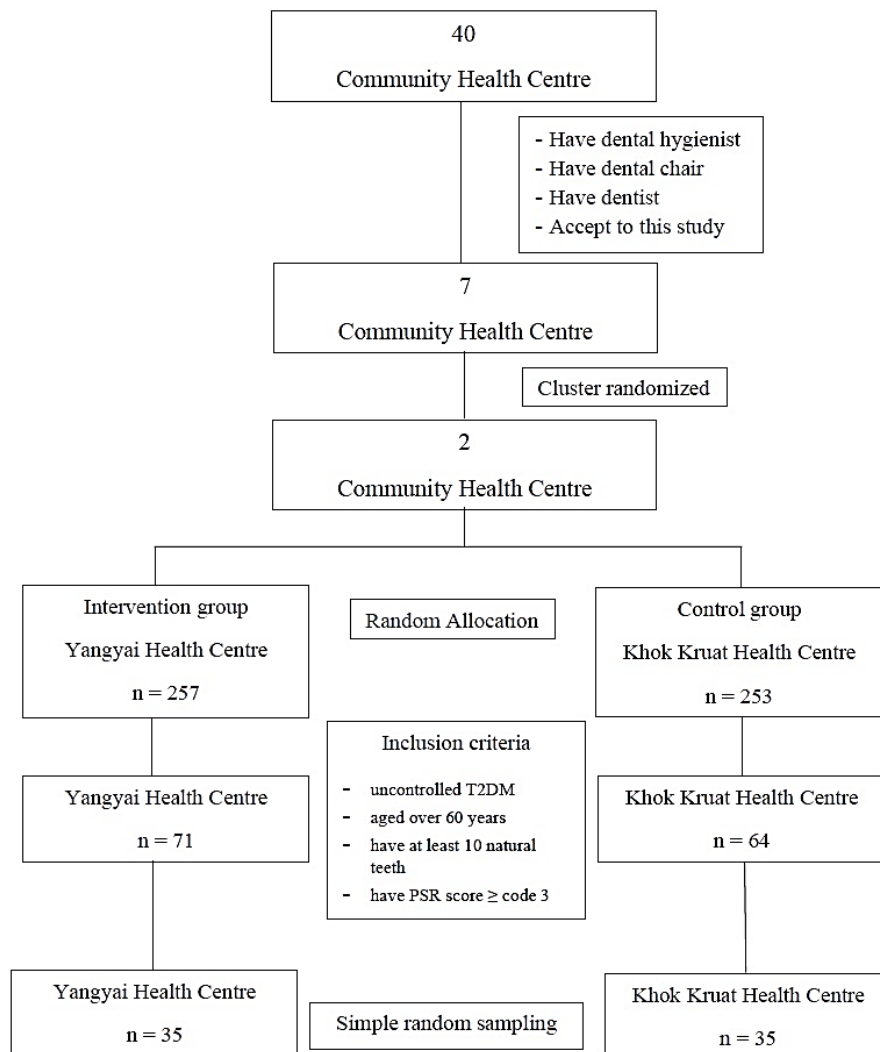 40
Community Health Centre
- Have dental hygienist
- Have dental chair
- Have dentist
- Accept to this study
7
Community Health Centre
Cluster randomized
2
Community Health Centre
Intervention group
Yangyai Health Centre
n = 257
Random Allocation
Control group
Khok Kruat Health Centre
n = 253
Inclusion criteria
- uncontrolled T2DM
- aged over 60 years
- have at least 10 natural
teeth
- have PSR score ≥ code 3
Yangyai Health Centre
n = 71
Khok Kruat Health Centre
n = 64
Yangyai Health Centre
n = 35
Simple random sampling
Khok Kruat Health Centre
n = 35